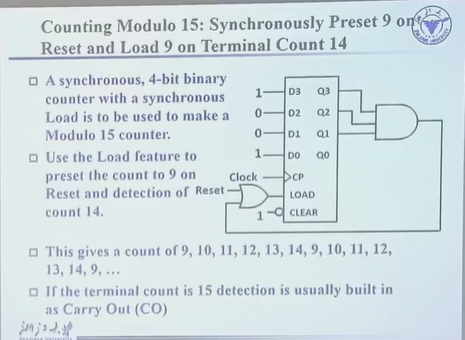 Counting Modulo 15: Synchronously Preset 9 on
Reset and Load 9 on Terminal Count 14
A synchronous, 4-bit binary
counter with a synchronous
Load is to be used to make a
Modulo 15 counter.
Use the Load feature to
preset the count to 9 on
Reset and detection of
count 14.
1 D3 Q3
0 D2 Q2
0 D1 Q1
1 D0 Q0
Clock CP
Reset LOAD
1 CLEAR
This gives a count of 9, 10, 11, 12, 13, 14, 9, 10, 11, 12,
13, 14, 9, …
If the terminal count is 15 detection is usually built in
as Carry Out (CO)